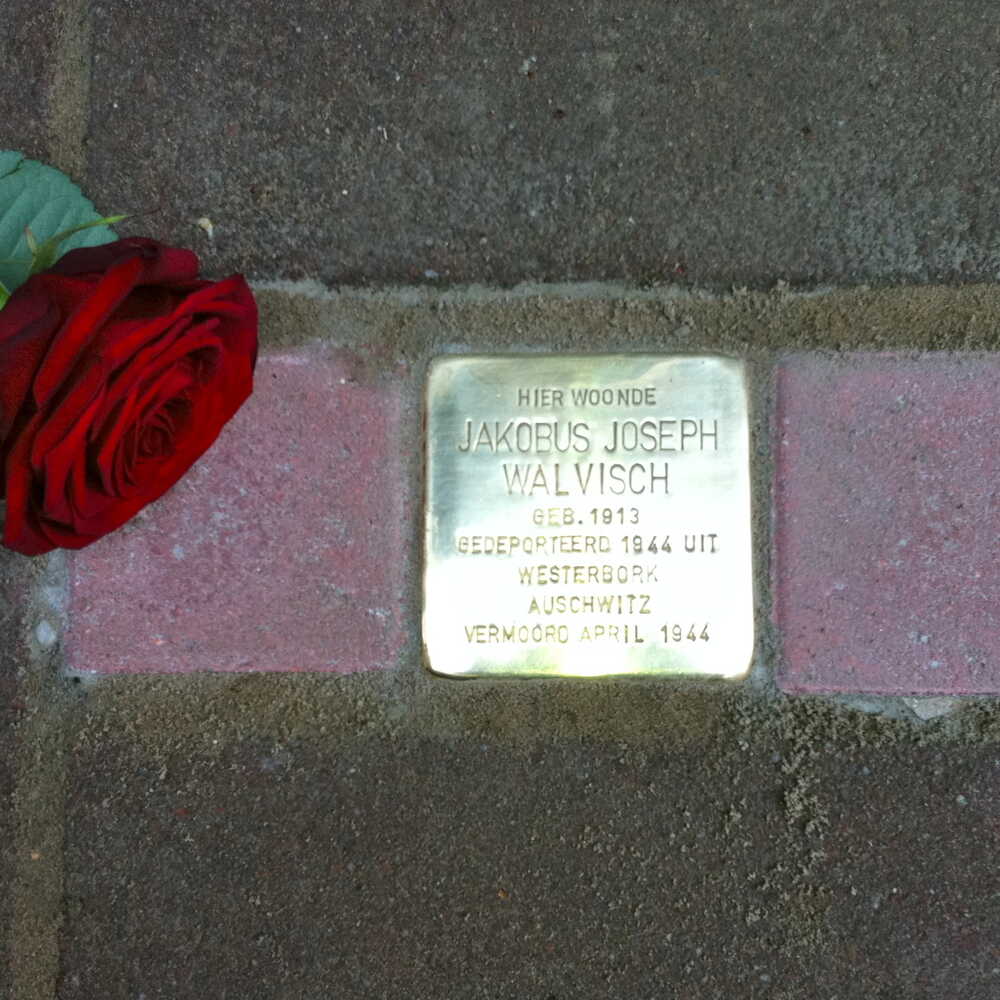 HIER WOONDE
JAKOBUS JOSEPH
WALVISCH
GEB. 1913
GEDEPORTEERD 1944 UIT
WESTERBORK
AUSCHWITZ
VERMOORD APRIL 1944